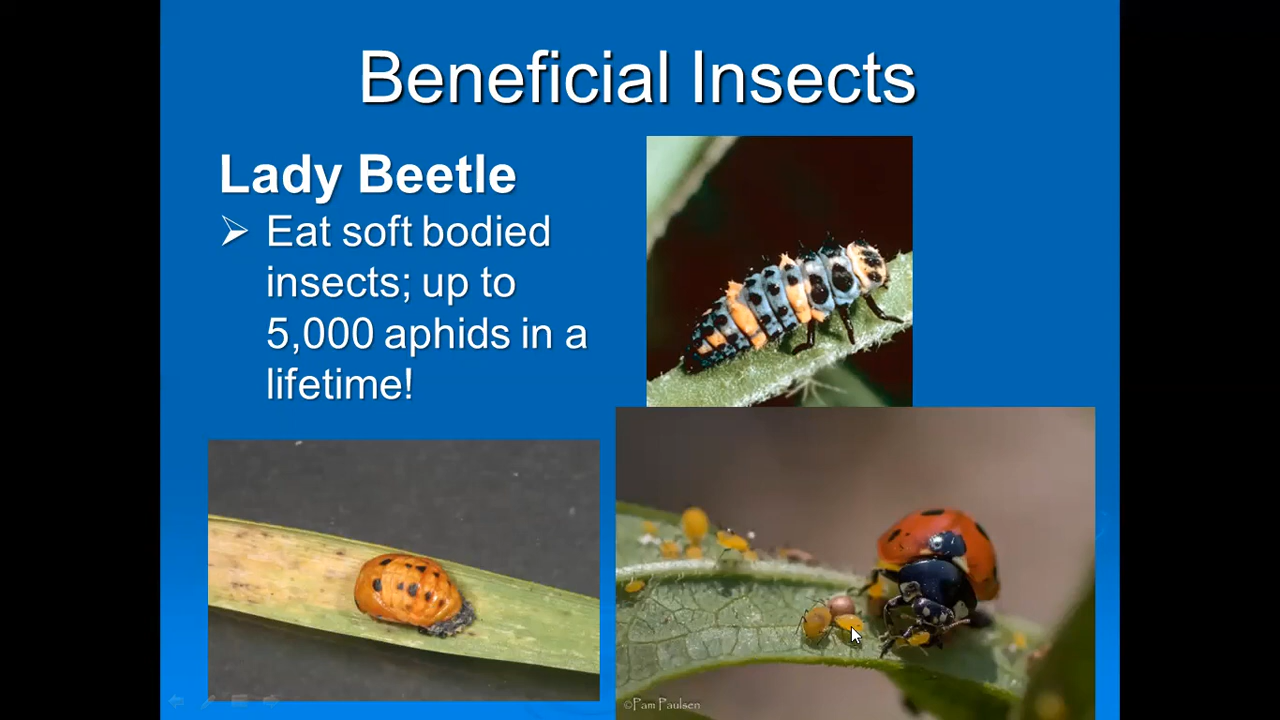 Beneficial Insects
Lady Beetle
Eat soft bodied
insects; up to
5,000 aphids in a
lifetime!
©Pam Paulsen